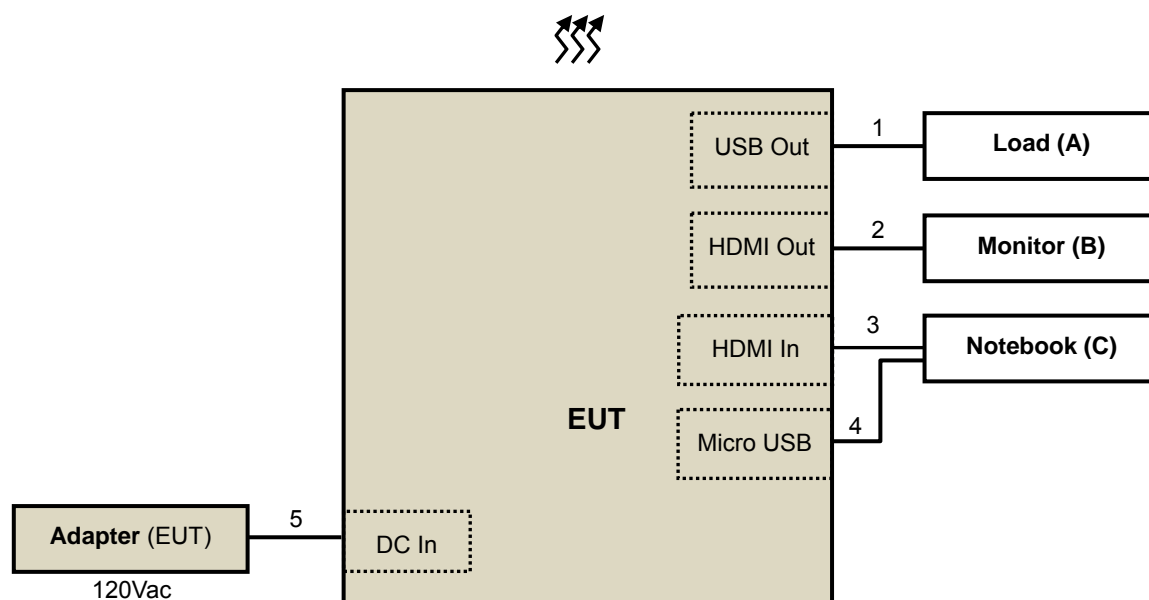 USB Out
1
Load (A)
HDMI Out
2
Monitor (B)
HDMI In
3
Notebook (C)
EUT
Micro USB
4
Adapter (EUT)
5
DC In
120Vac